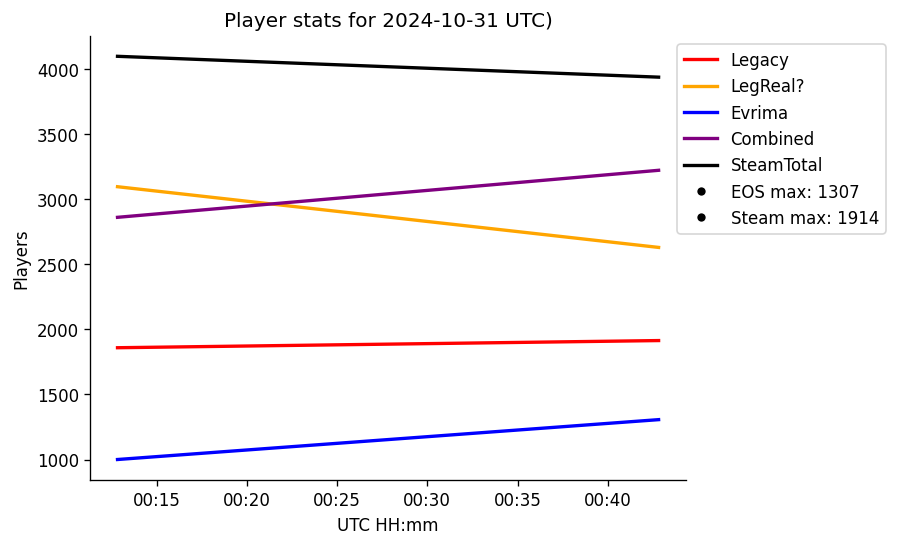 Player stats for 2024-10-31 UTC)
Legacy
LegReal?
Evrima
Combined
SteamTotal
EOS max: 1307
Steam max: 1914
4000
3500
3000
2500
2000
1500
1000
Players
00:15 00:20 00:25 00:30 00:35 00:40
UTC HH:mm